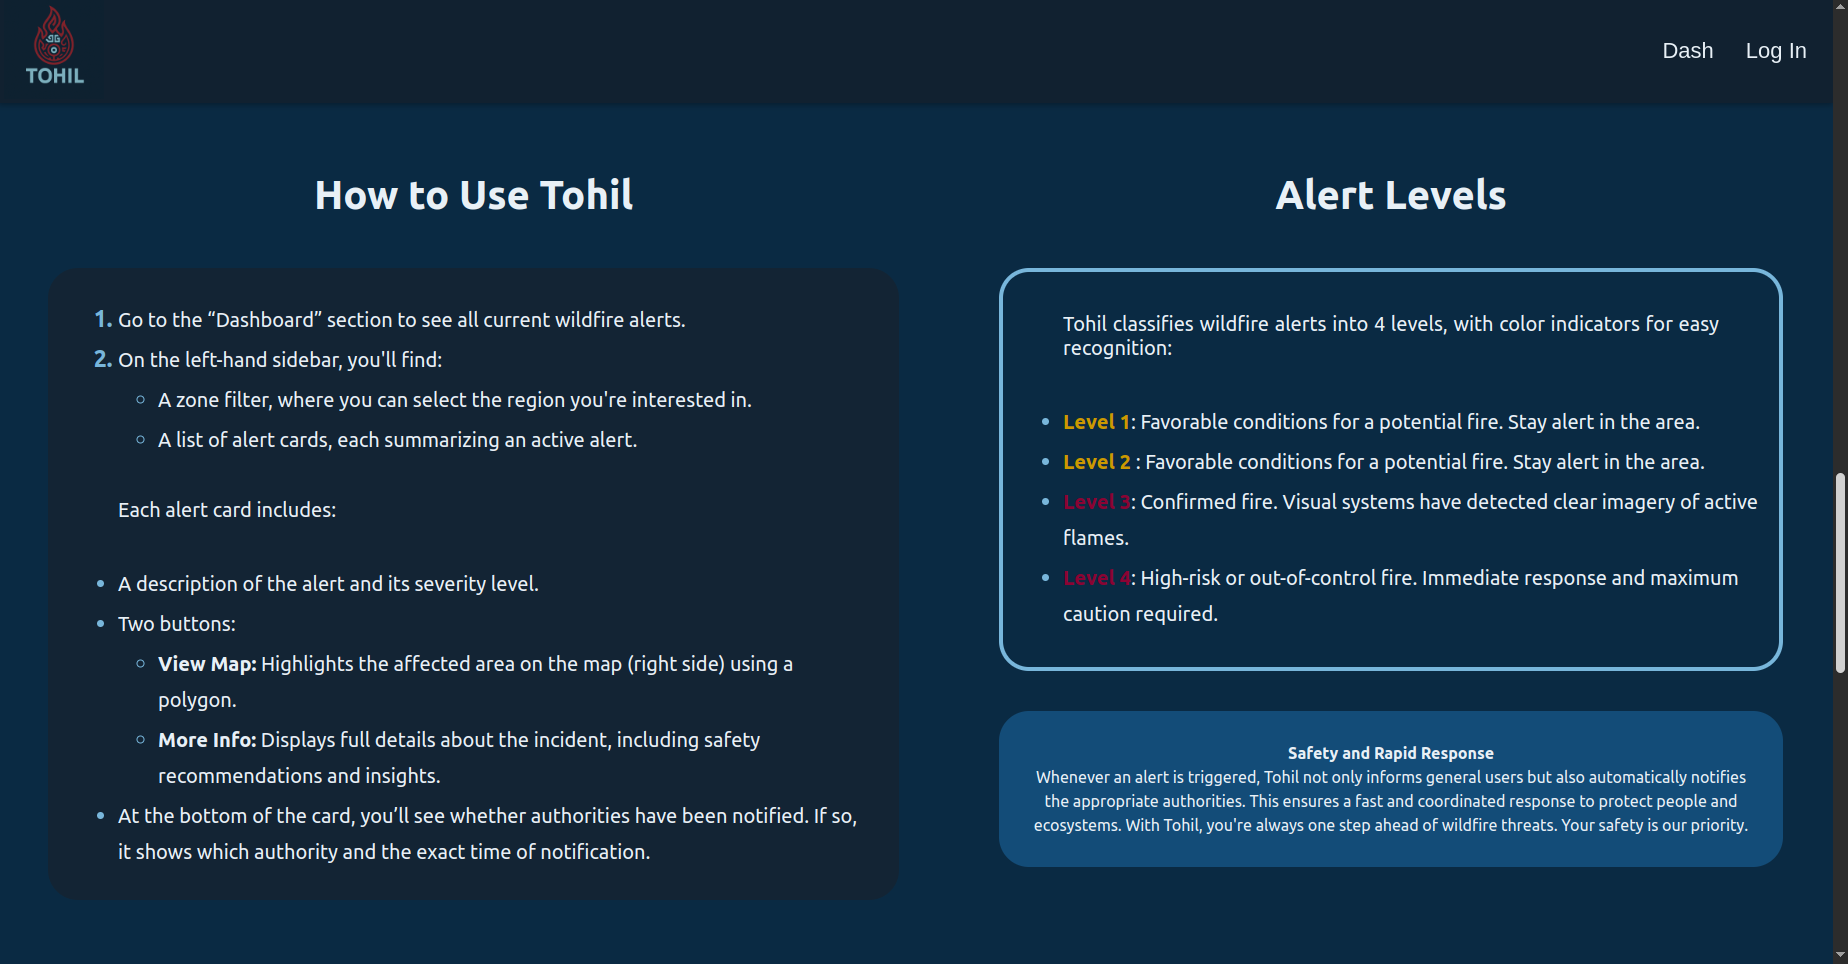 TOHIL
Dash
Log In
How to Use Tohil
1. Go to the “Dashboard” section to see all current wildfire alerts.
2. On the left-hand sidebar, you'll find:
A zone filter, where you can select the region you're interested in.
A list of alert cards, each summarizing an active alert.
Each alert card includes:
A description of the alert and its severity level.
Two buttons:
View Map: Highlights the affected area on the map (right side) using a
polygon.
More Info: Displays full details about the incident, including safety
recommendations and insights.
At the bottom of the card, you’ll see whether authorities have been notified. If so,
it shows which authority and the exact time of notification.
Alert Levels
Tohil classifies wildfire alerts into 4 levels, with color indicators for easy
recognition:
Level 1: Favorable conditions for a potential fire. Stay alert in the area.
Level 2 : Favorable conditions for a potential fire. Stay alert in the area.
Level 3: Confirmed fire. Visual systems have detected clear imagery of active
flames.
Level 4: High-risk or out-of-control fire. Immediate response and maximum
caution required.
Safety and Rapid Response
Whenever an alert is triggered, Tohil not only informs general users but also automatically notifies
the appropriate authorities. This ensures a fast and coordinated response to protect people and
ecosystems. With Tohil, you're always one step ahead of wildfire threats. Your safety is our priority.